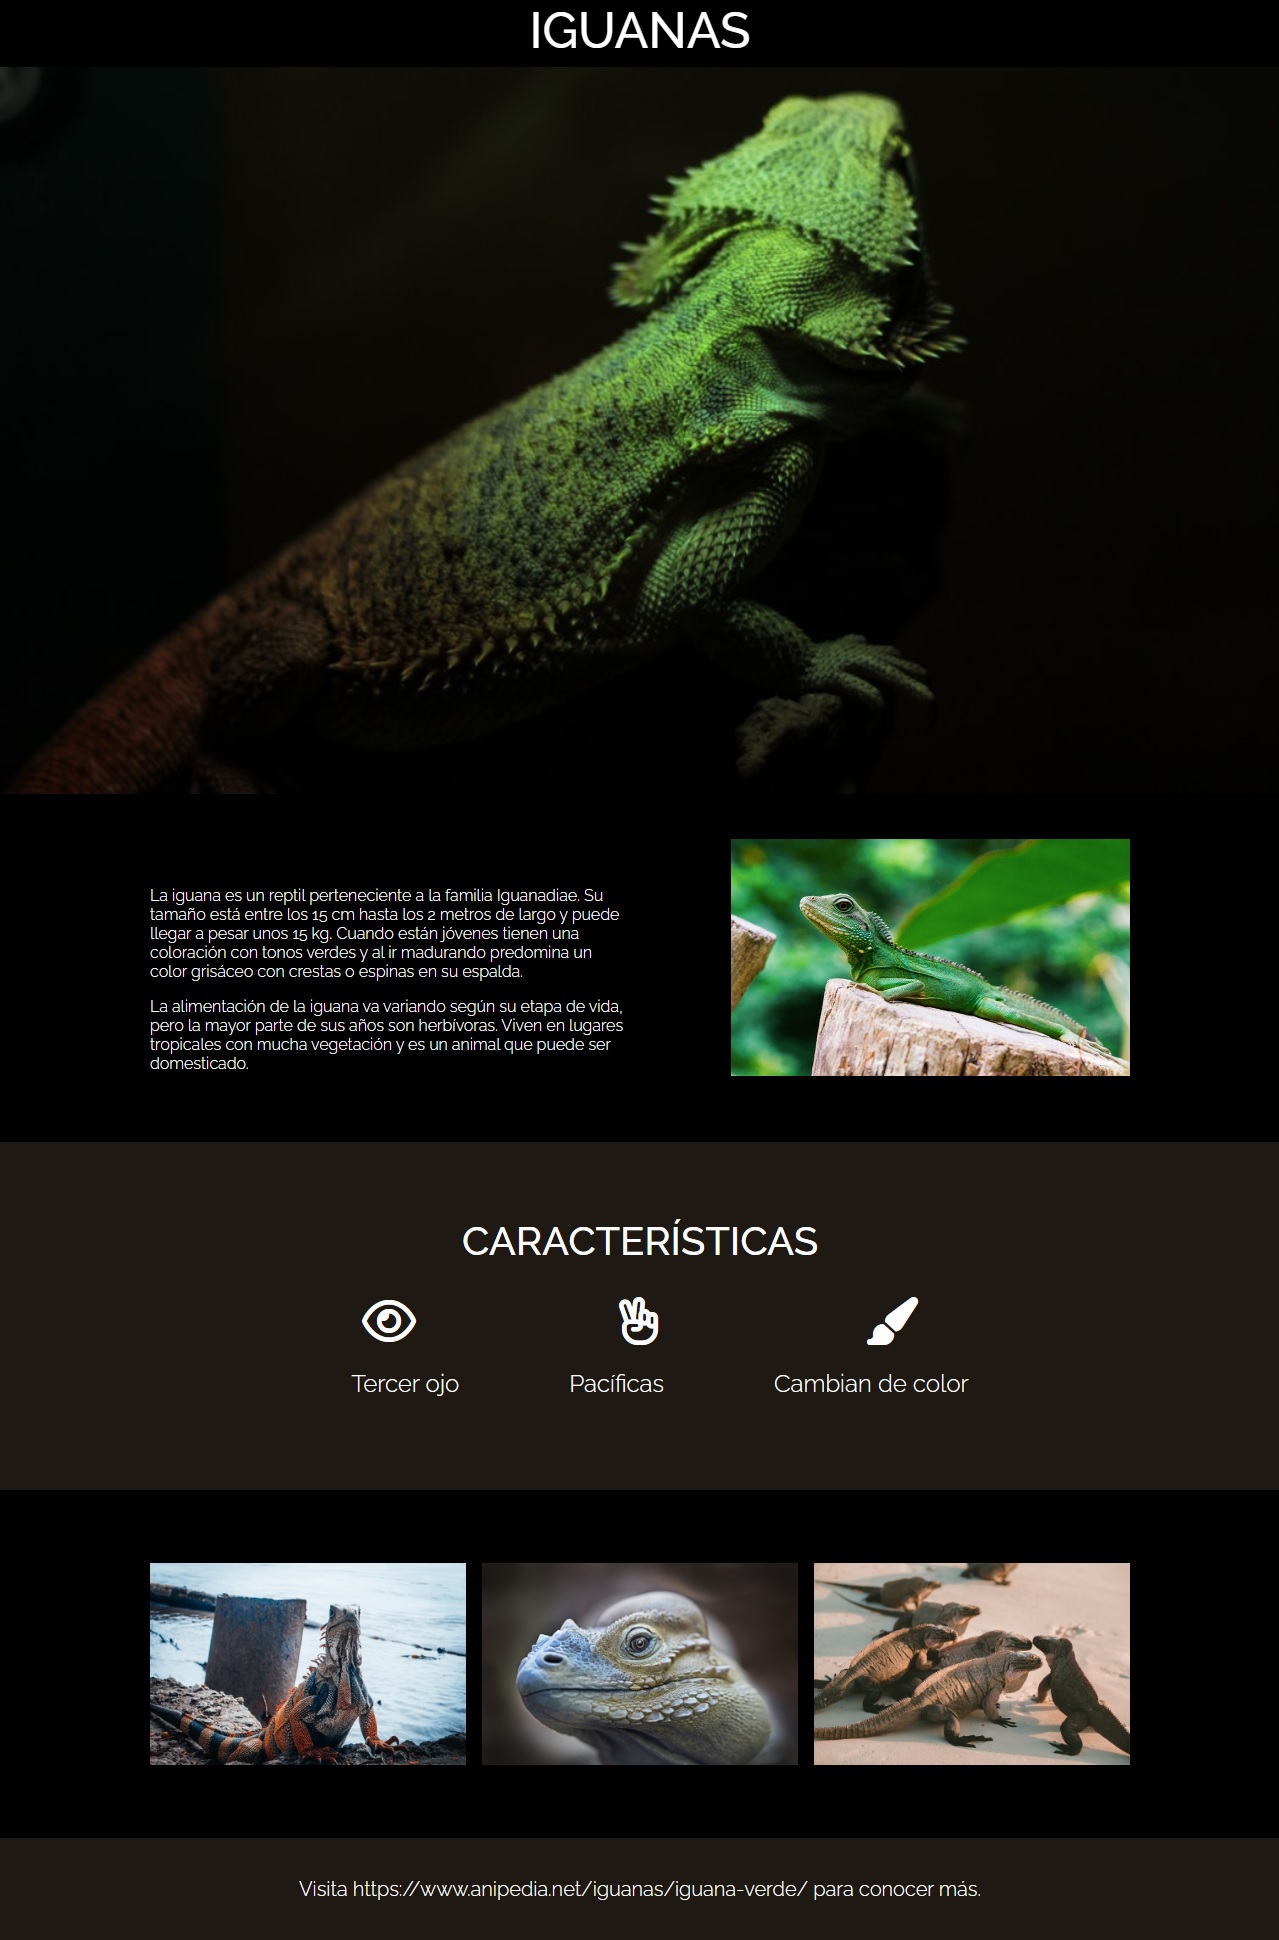 IGUANAS
La iguana es un reptil perteneciente a la familia Iguanadiae. Su
tamaño está entre los 15 cm hasta los 2 metros de largo y puede
llegar a pesar unos 15 kg. Cuando están jóvenes tienen una
coloración con tonos verdes y al ir madurando predomina un
color grisáceo con crestas o espinas en su espalda.
La alimentación de la iguana va variando según su etapa de vida,
pero la mayor parte de sus años son herbívoras. Viven en lugares
tropicales con mucha vegetación y es un animal que puede ser
domesticado.
CARACTERÍSTICAS
Tercer ojo
Pacíficas
Cambian de color
Visita https://www.anipedia.net/iguanas/iguana-verde/ para conocer más.